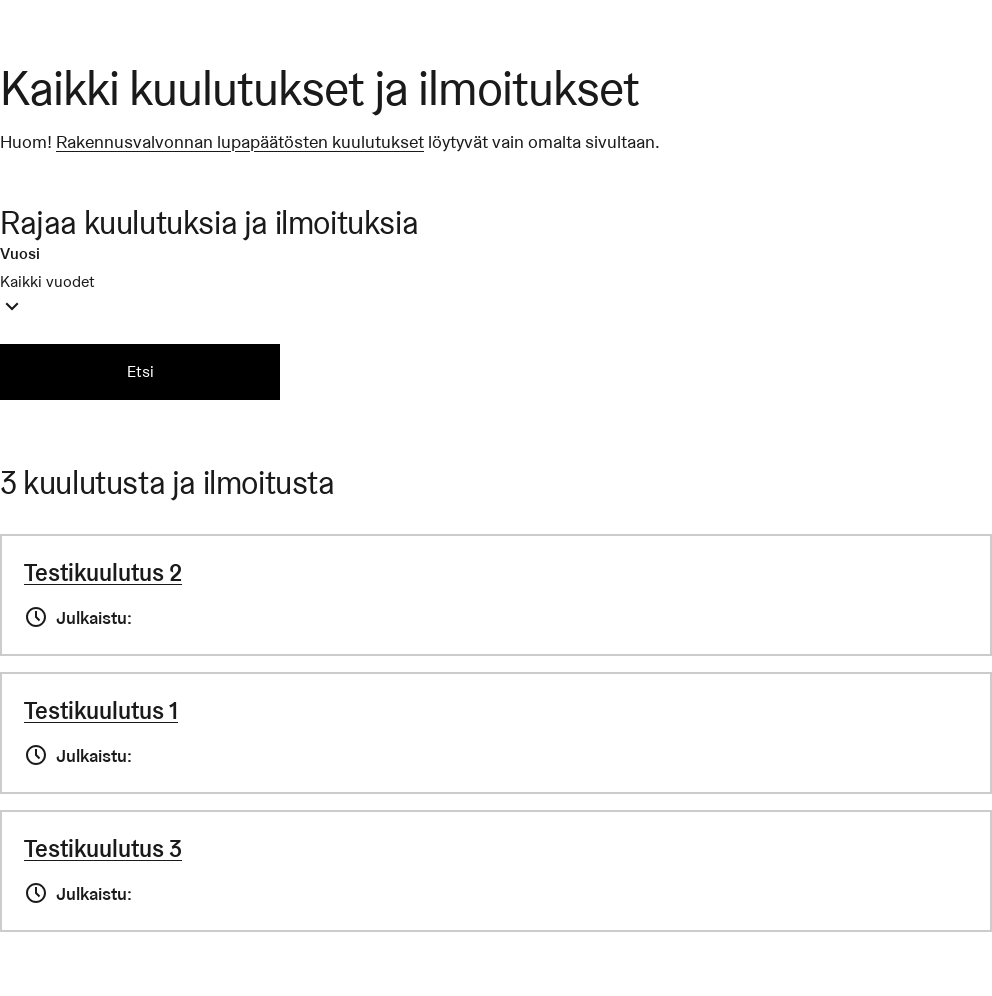 Kaikki kuulutukset ja ilmoitukset
Huom! Rakennusvalvonnan lupapäätösten kuulutukset löytyvät vain omalta sivultaan.
Rajaa kuulutuksia ja ilmoituksia
Vuosi
Kaikki vuodet
Etsi
3 kuulutusta ja ilmoitusta
Testikuulutus 2
Julkaistu:
Testikuulutus 1
Julkaistu:
Testikuulutus 3
Julkaistu: